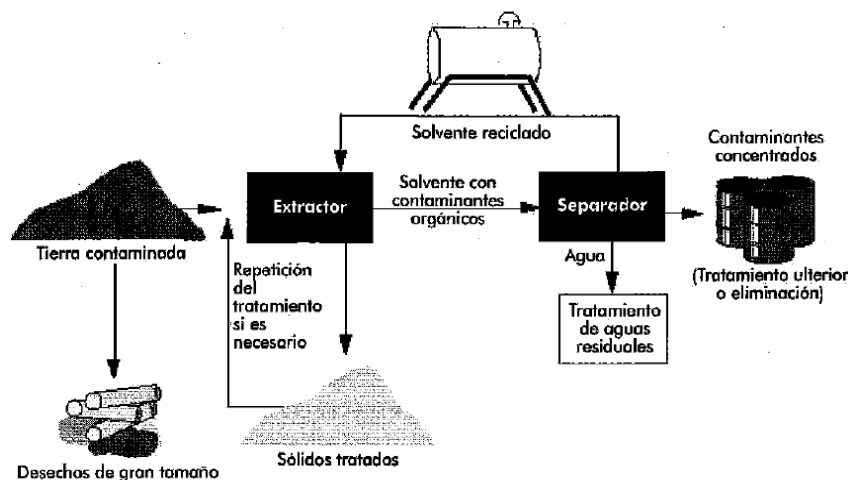 Solvente reciclado
Contaminantes
concentrados
Extractor
Solvente con
contaminantes
orgánicos
Separador
Tierra contaminada
Repetición
del
tratamiento
si es
necesario
Agua
(Tratamiento ulterior
o eliminación)
Tratamiento
de aguas
residuales
Desechos de gran tamaño
Sólidos tratados